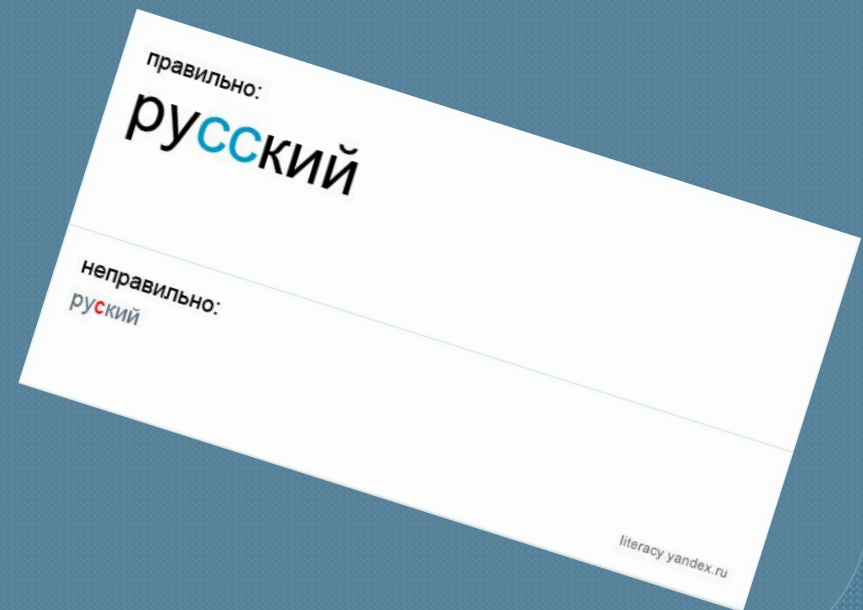 правильно:
русский
неправильно:
руский
literacy.yandex.ru